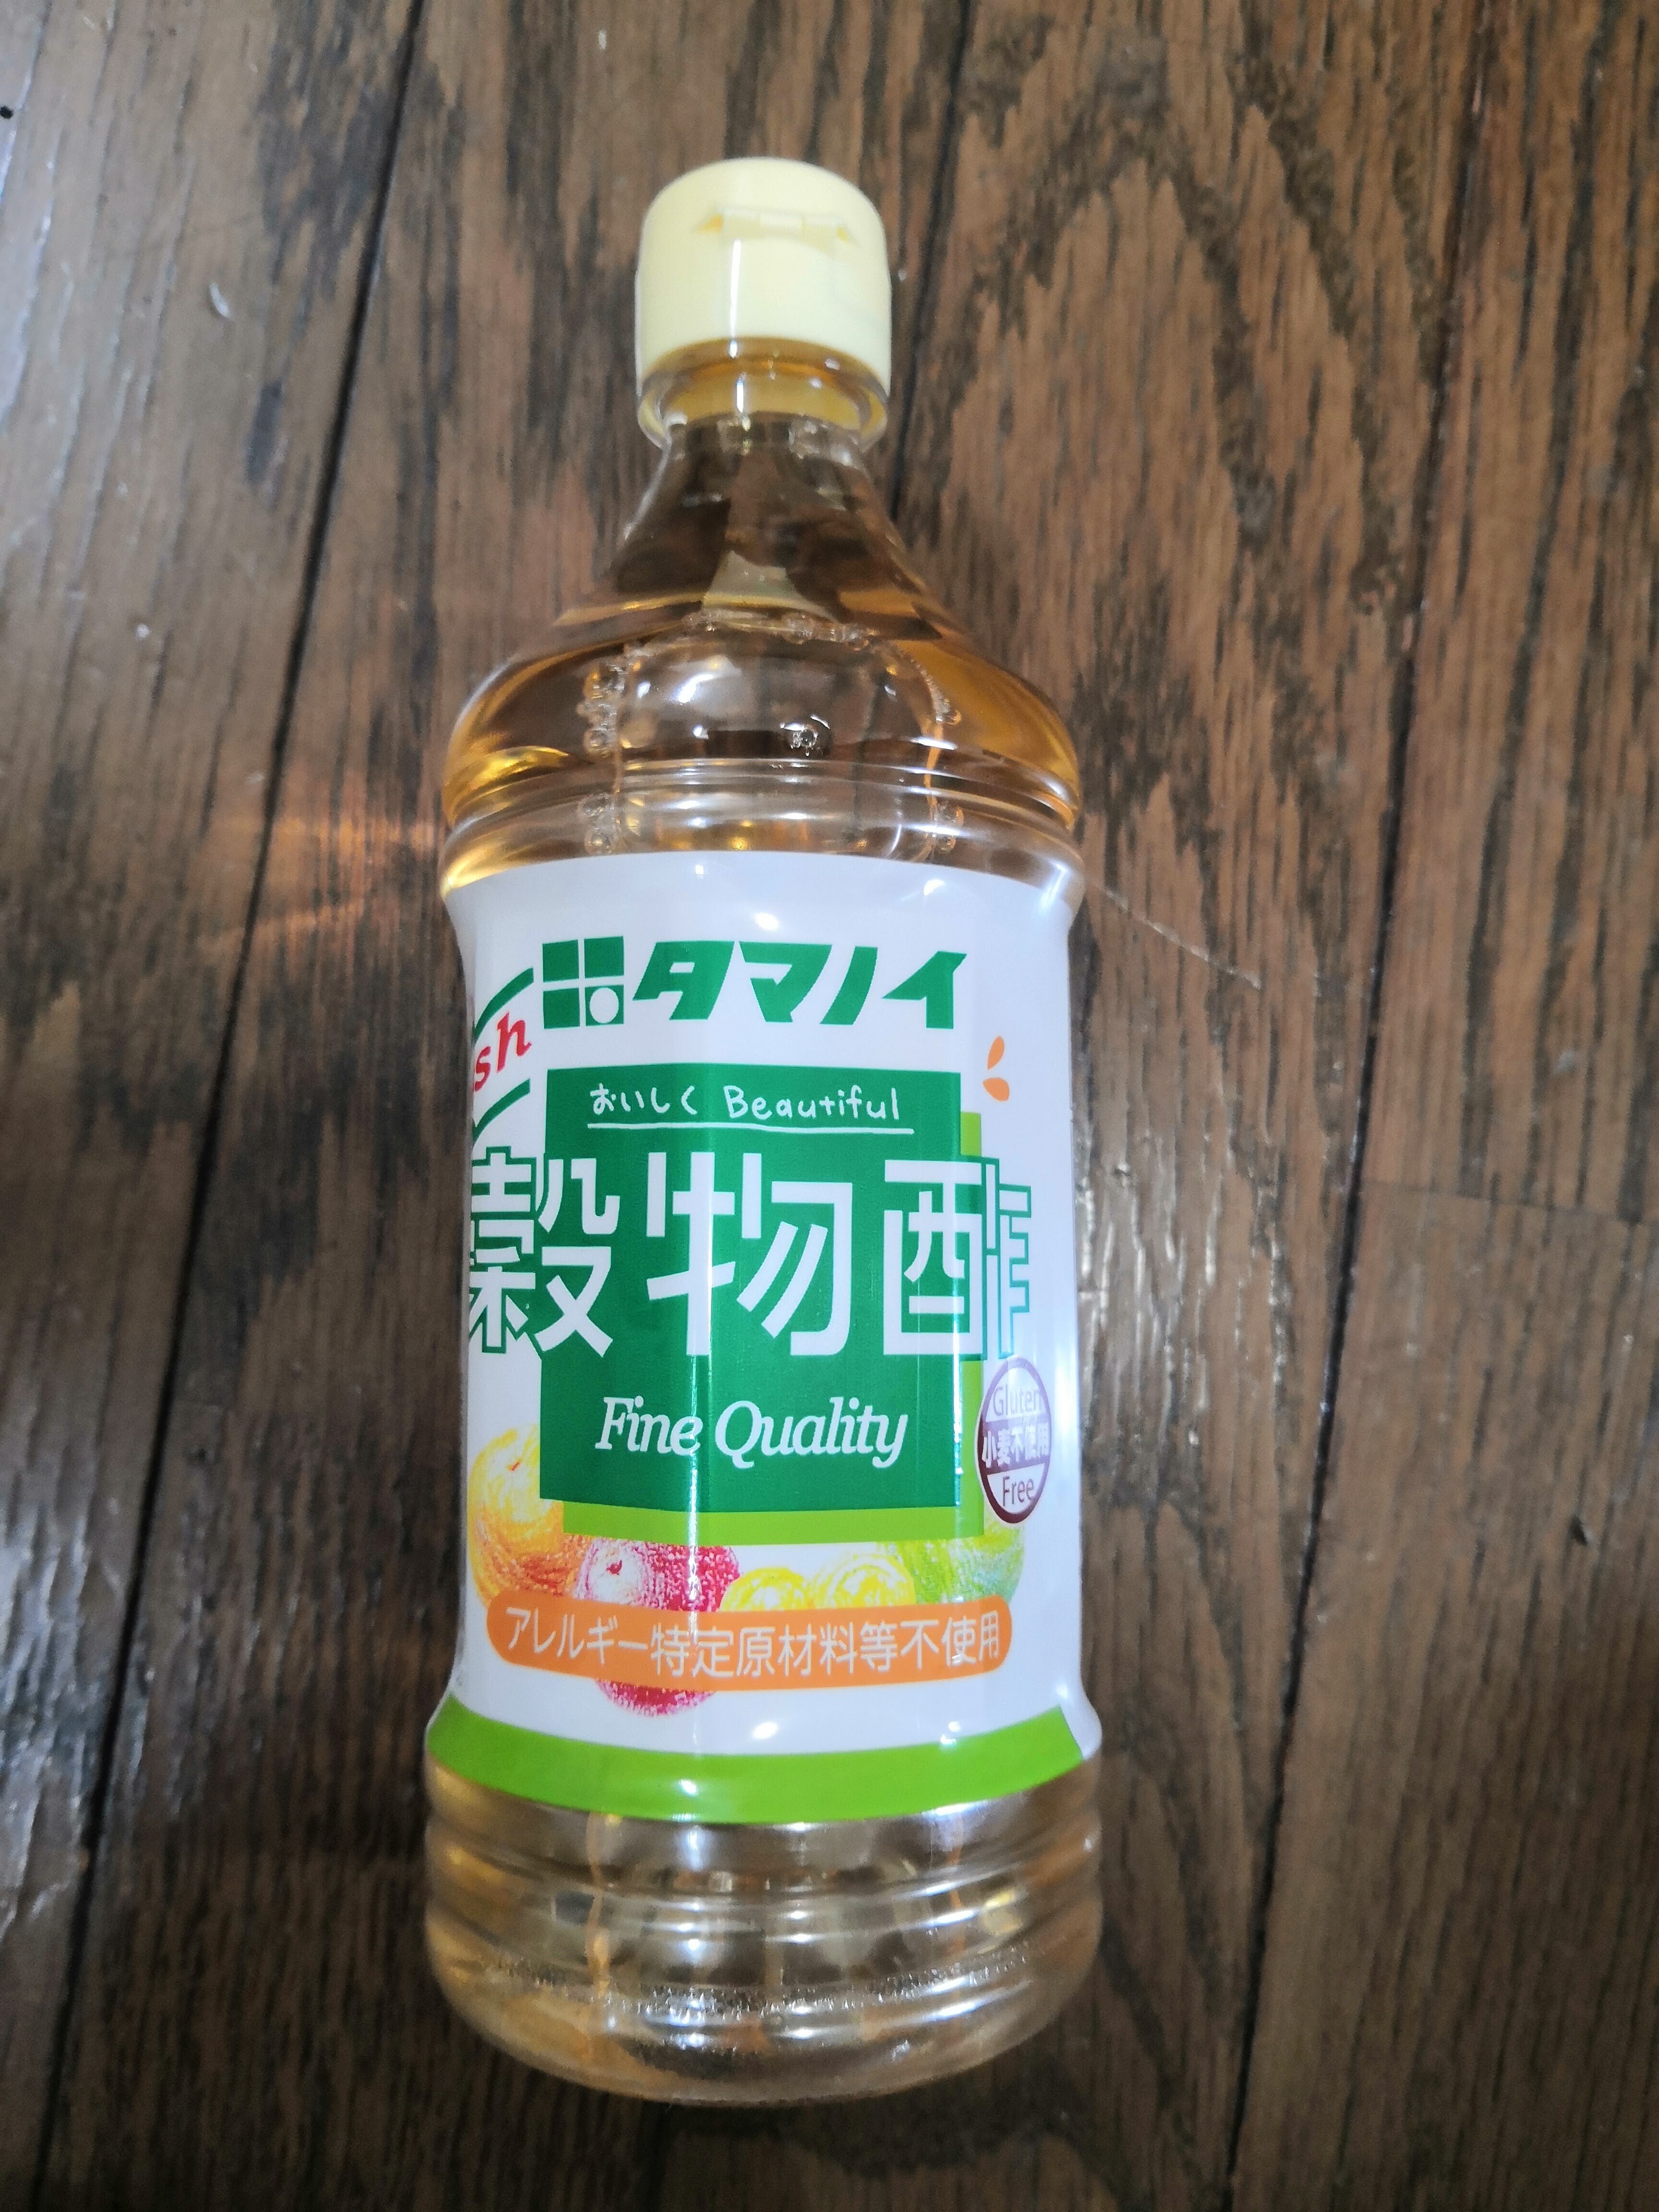 タマノイ
sh
おいしく Beautiful
穀物酢
Fine Quality
Gluten
小麦不使用
Free
アレルギー特定原材料等不使用